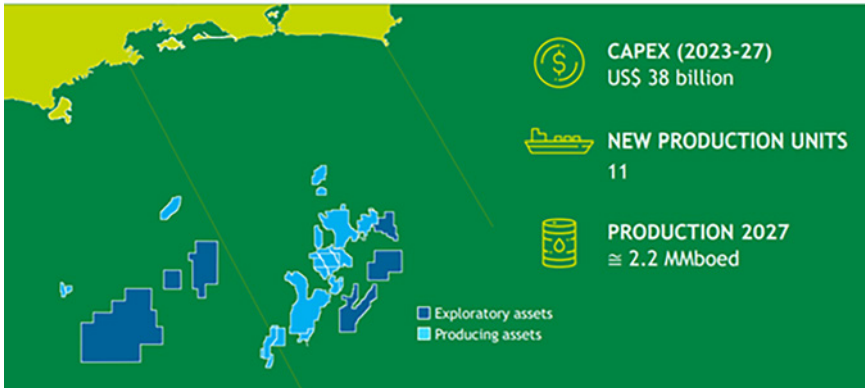 CAPEX (2023-27)
US$ 38 billion
NEW PRODUCTION UNITS
11
PRODUCTION 2027
≅ 2.2 MMboed
Exploratory assets
Producing assets